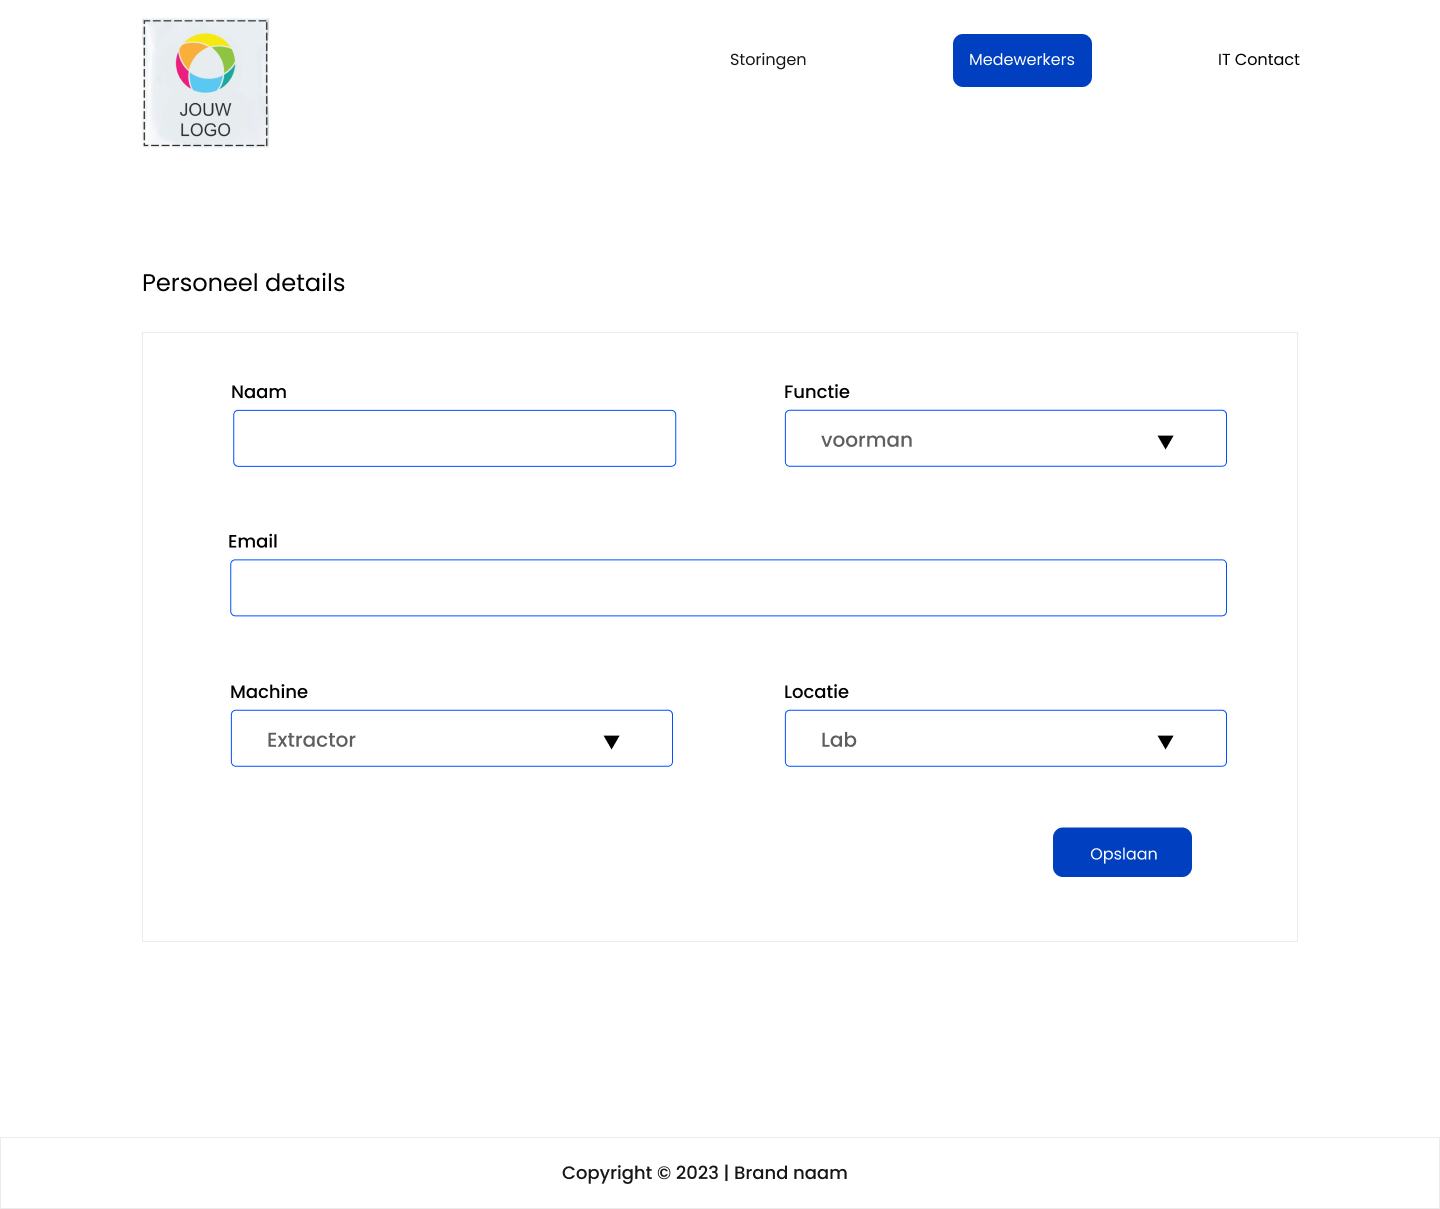 JOUW
LOGO
Storingen
Medewerkers
IT Contact
Personeel details
Naam
Functie
voorman
Email
Machine
Locatie
Extractor
Lab
Opslaan
Copyright © 2023 | Brand naam